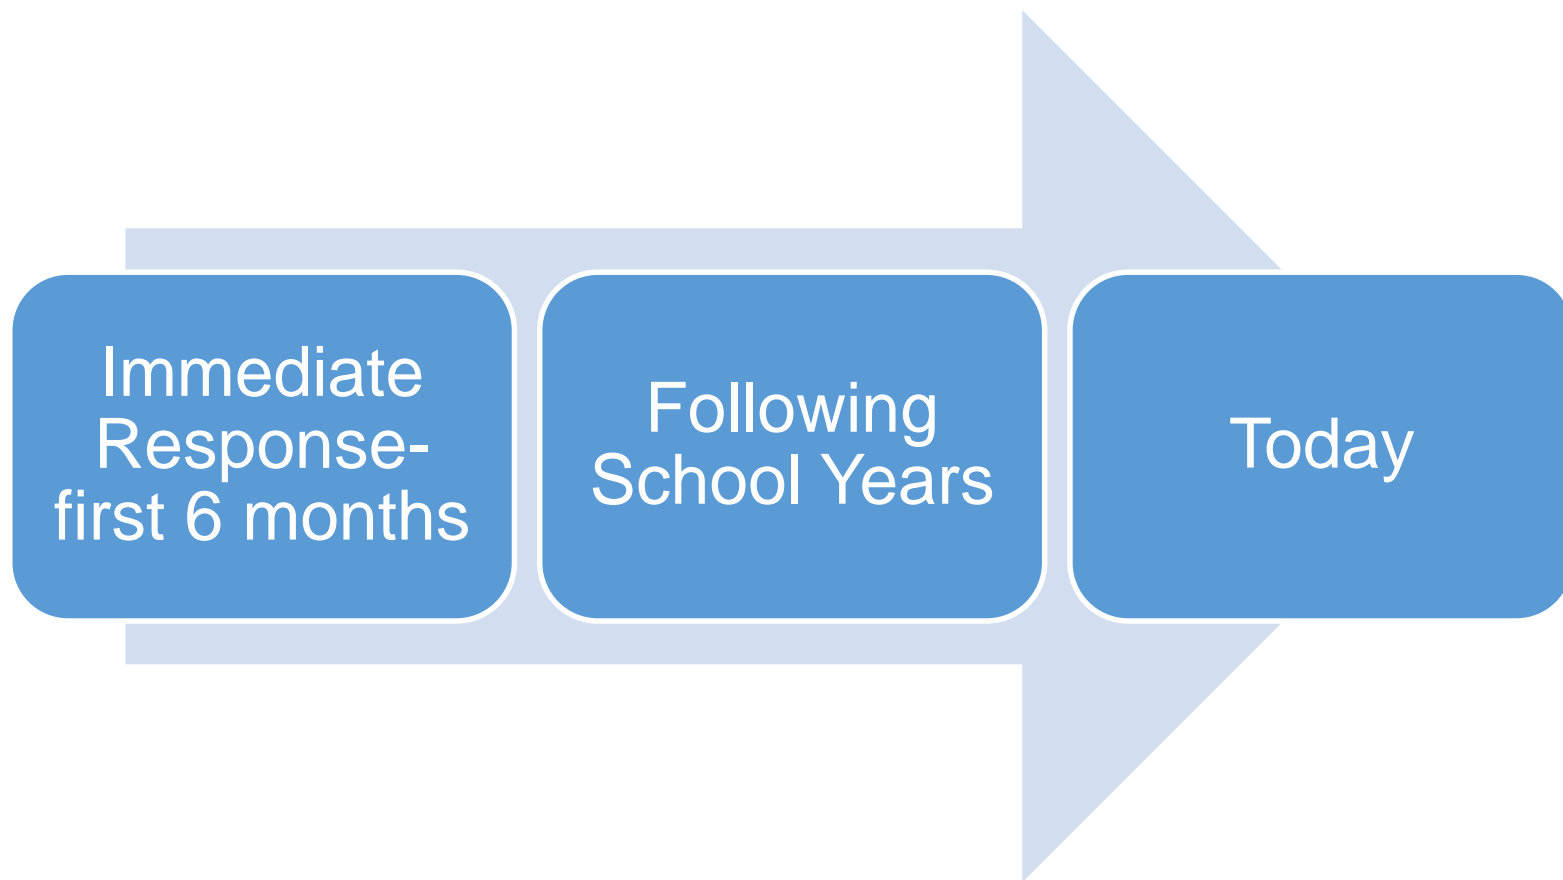 Immediate
Response-
first 6 months
Following
School Years
Today